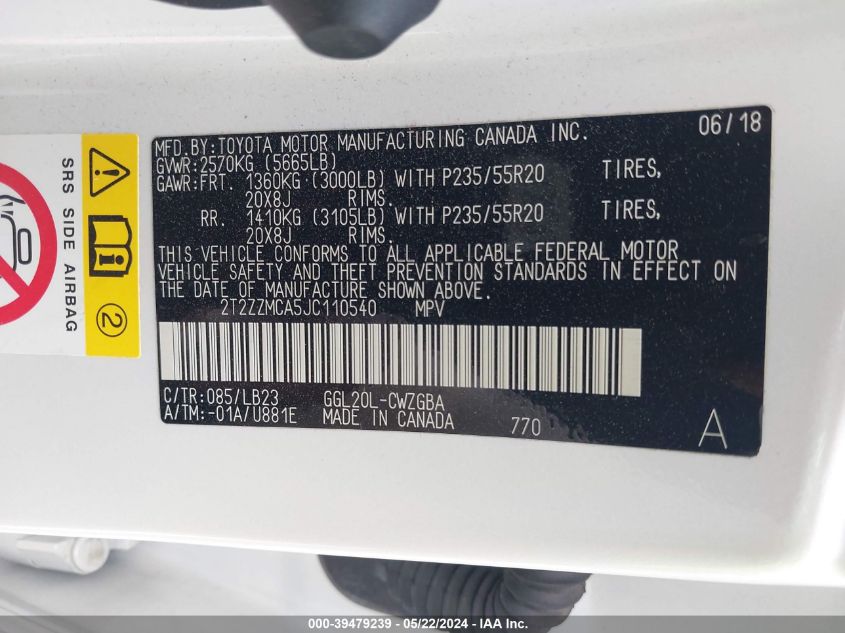 06/18
MFD.BY:TOYOTA MOTOR MANUFACTURING CANADA INC.
GVWR:2570KG (5665LB)
GAWR:FRT. 1360KG (3000LB) WITH P235/55R20 TIRES,
20X8J RIMS.
RR. 1410KG (3105LB) WITH P235/55R20 TIRES,
20X8J RIMS.
THIS VEHICLE CONFORMS TO ALL APPLICABLE FEDERAL MOTOR
VEHICLE SAFETY AND THEFT PREVENTION STANDARDS IN EFFECT ON
THE DATE OF MANUFACTURE SHOWN ABOVE.
2T2ZZMCA5JC110540 MPV
C/TR:085/LB23 GGL20L-CWZGBA
A/TM:-01A/U881E MADE IN CANADA 770 A
SRS SIDE AIRBAG
2
000-39479239 - 05/22/2024 - IAA Inc.